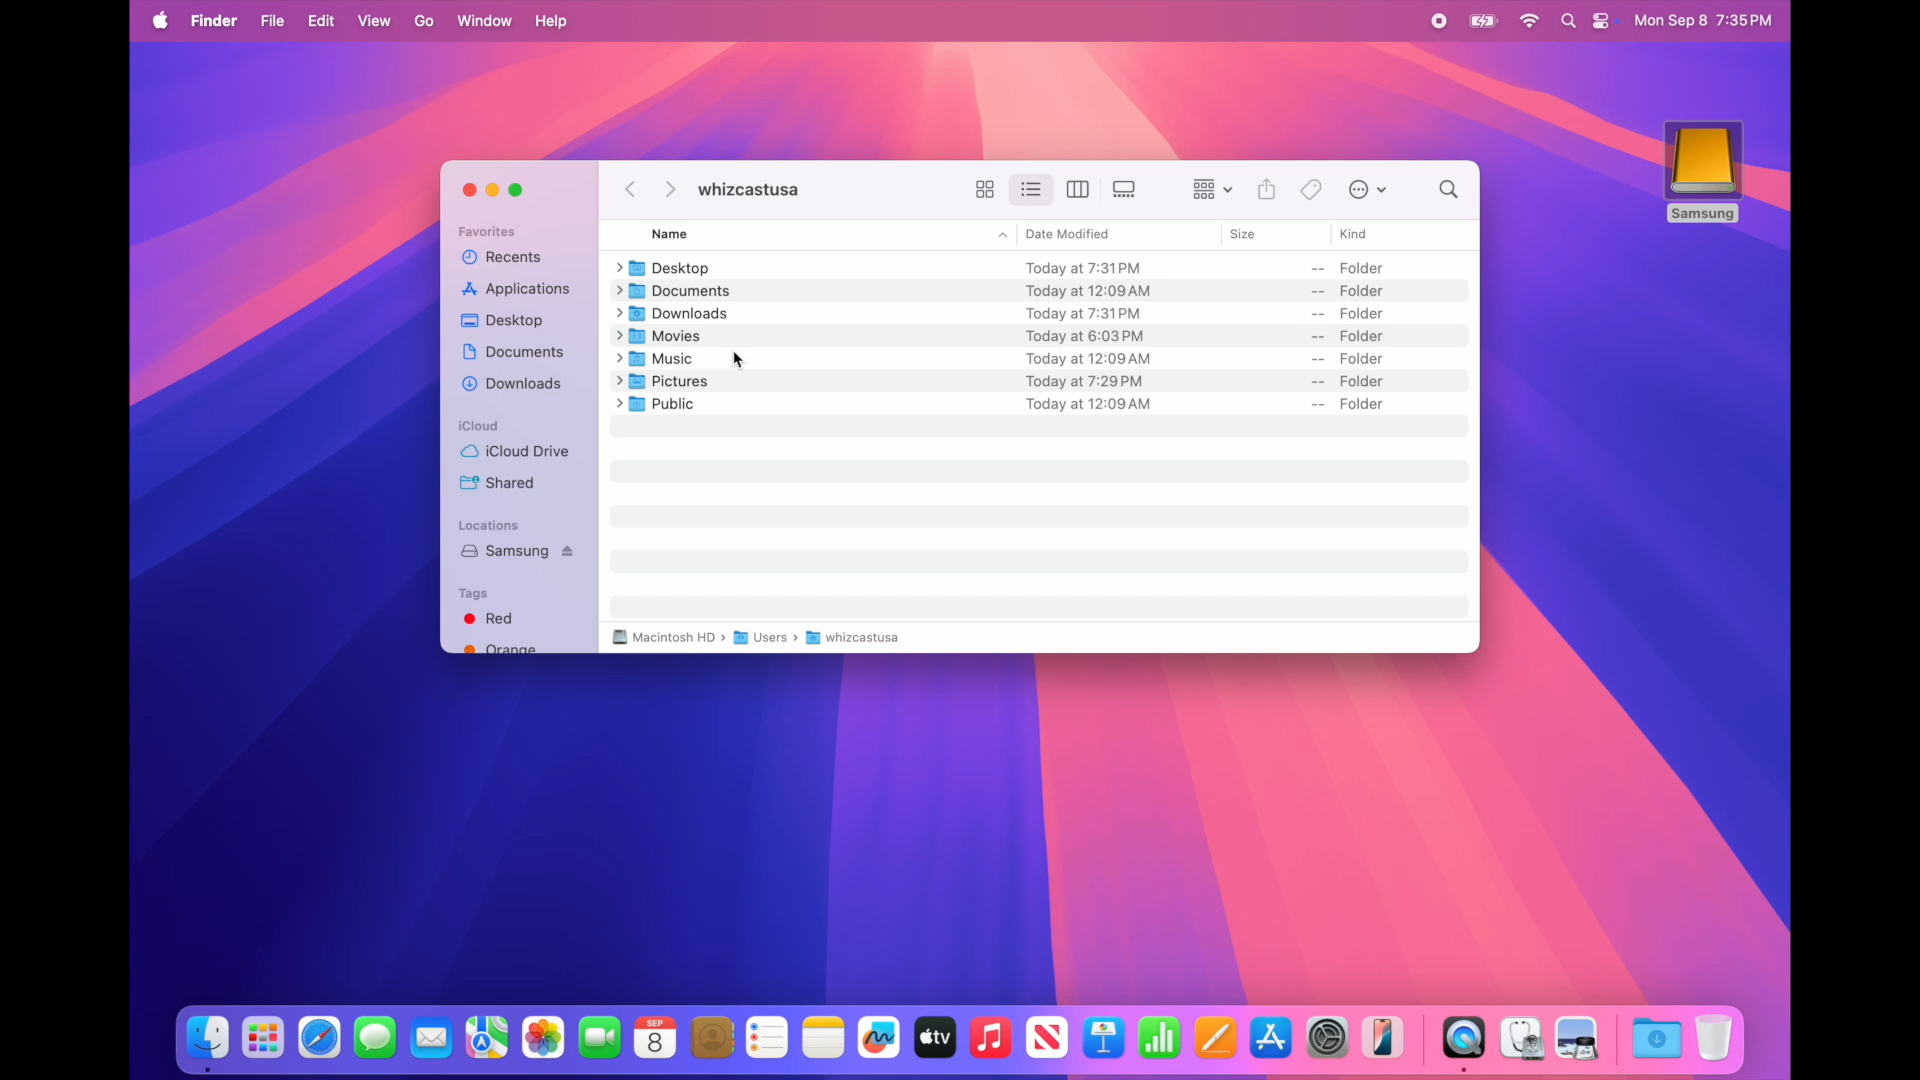 Finder File Edit View Go Window Help Mon Sep 8 7:35 PM
Samsung
whizcastusa
Favorites
Recents
Applications
Desktop
Documents
Downloads
iCloud
iCloud Drive
Shared
Locations
Samsung
Tags
Red
Orange
Name Date Modified Size Kind
Desktop Today at 7:31 PM -- Folder
Documents Today at 12:09 AM -- Folder
Downloads Today at 7:31 PM -- Folder
Movies Today at 6:03 PM -- Folder
Music Today at 12:09 AM -- Folder
Pictures Today at 7:29 PM -- Folder
Public Today at 12:09 AM -- Folder
Macintosh HD › Users › whizcastusa
SEP
8
tv